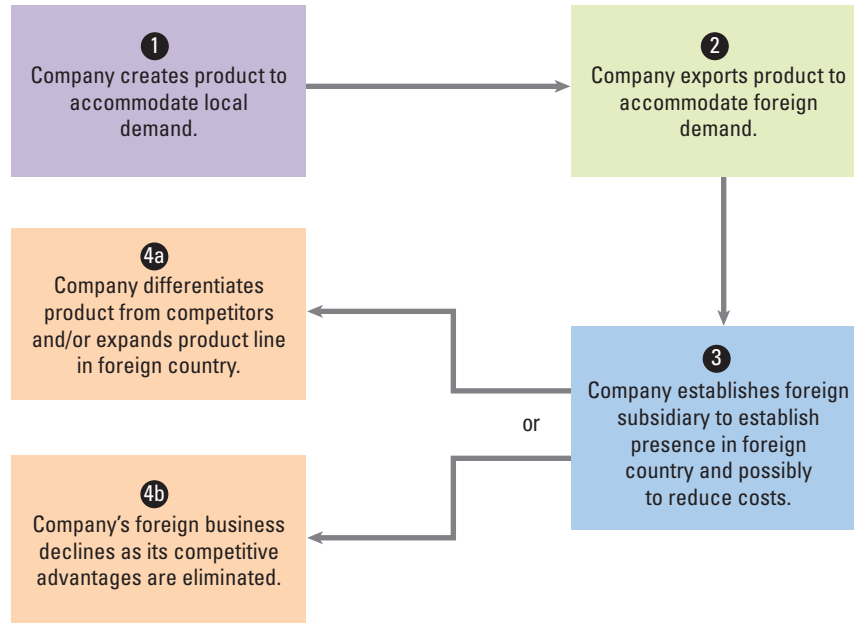 1
Company creates product to
accommodate local
demand.
2
Company exports product to
accommodate foreign
demand.
3
Company establishes foreign
subsidiary to establish
presence in foreign
country and possibly
to reduce costs.
4a
Company differentiates
product from competitors
and/or expands product line
in foreign country.
or
4b
Company’s foreign business
declines as its competitive
advantages are eliminated.